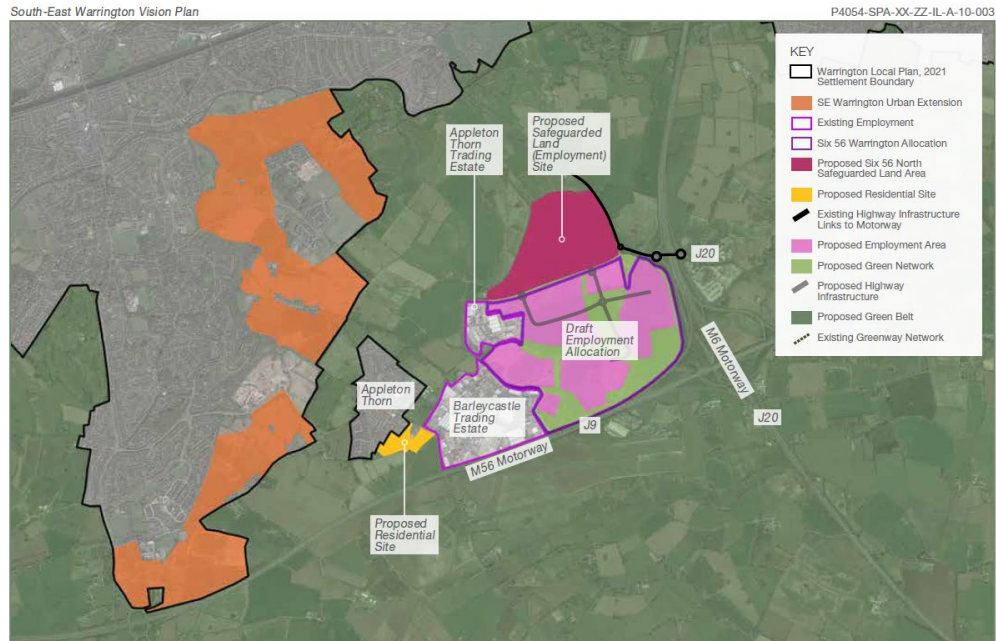 South-East Warrington Vision Plan
P4054-SPA-XX-ZZ-IL-A-10-003
KEY
Warrington Local Plan, 2021
Settlement Boundary
SE Warrington Urban Extension
Existing Employment
Six 56 Warrington Allocation
Proposed Six 56 North
Safeguarded Land Area
Proposed Residential Site
Existing Highway Infrastructure
Links to Motorway
Proposed Employment Area
Proposed Green Network
Proposed Highway
Infrastructure
Proposed Green Belt
Existing Greenway Network
Appleton
Thorn
Trading
Estate
Proposed
Safeguarded
Land
(Employment)
Site
J20
Draft
Employment
Allocation
M6 Motorway
J20
Appleton
Thorn
Barleycastle
Trading
Estate
J9
M56 Motorway
Proposed
Residential
Site